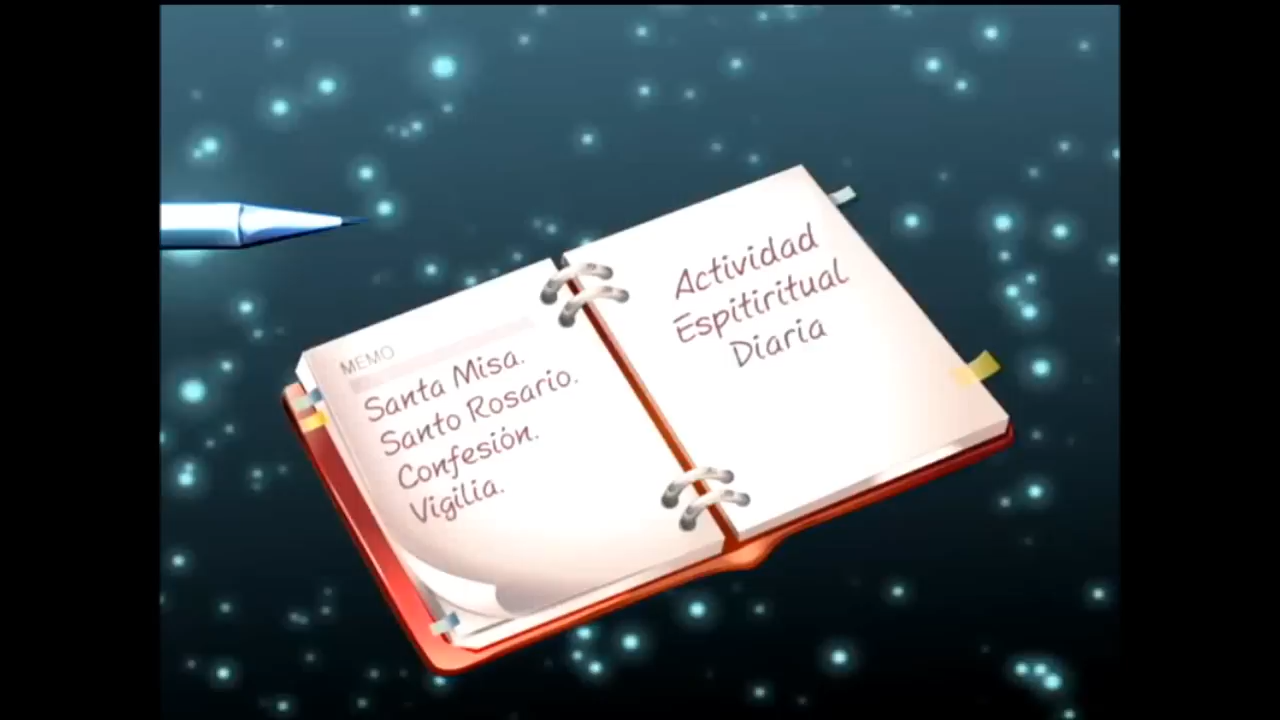 MEMO
Santa Misa.
Santo Rosario.
Confesión.
Vigilia.
Actividad
Espitiritual
Diaria